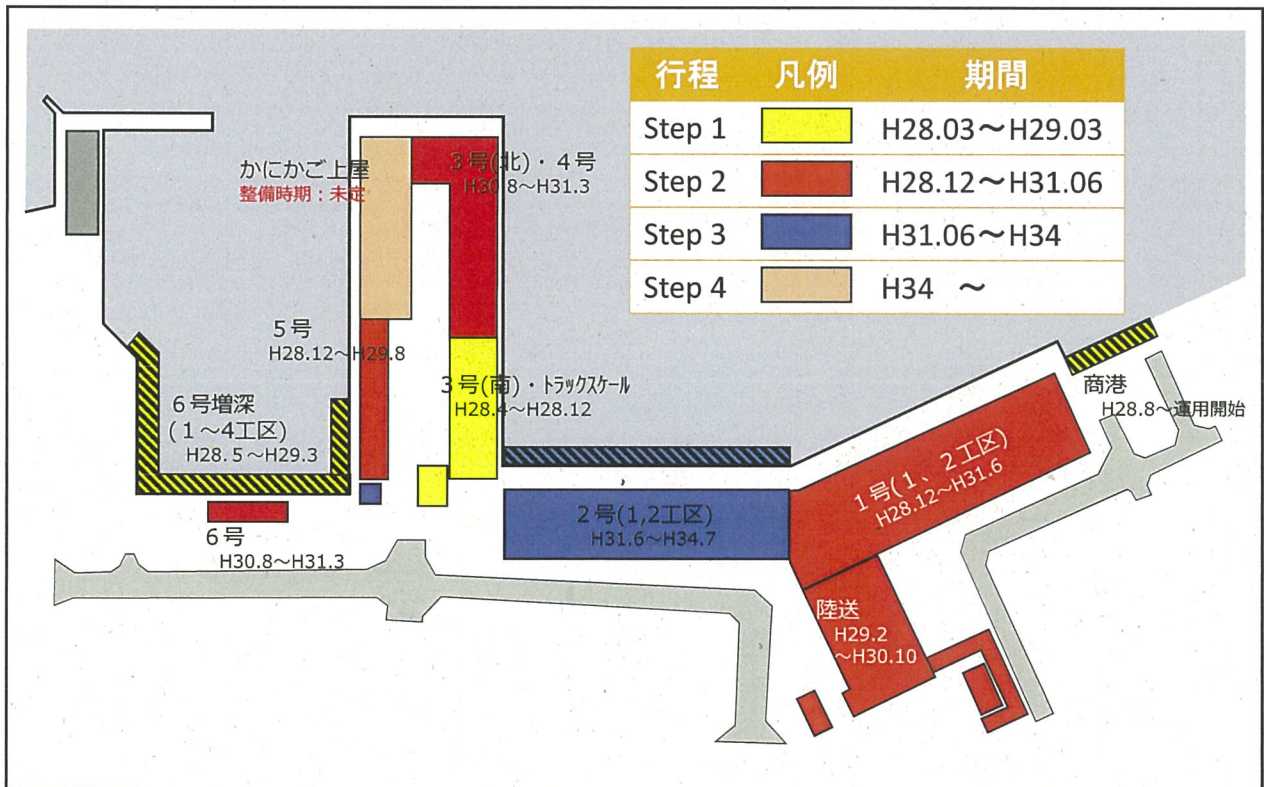 行程 凡例 期間
Step 1 H28.03～H29.03
Step 2 H28.12～H31.06
Step 3 H31.06～H34
Step 4 H34 ～
かにかご上屋
整備時期：未定
3号(北)・4号
H30.8～H31.3
5号
H28.12～H29.8
3号(南)・トラックスケール
H28.4～H28.12
6号増深
(1～4工区)
H28.5～H29.3
商港
H28.8～運用開始
1号(1、2工区)
H28.12～H31.6
2号(1,2工区)
H31.6～H34.7
6号
H30.8～H31.3
陸送
H29.2
～H30.10